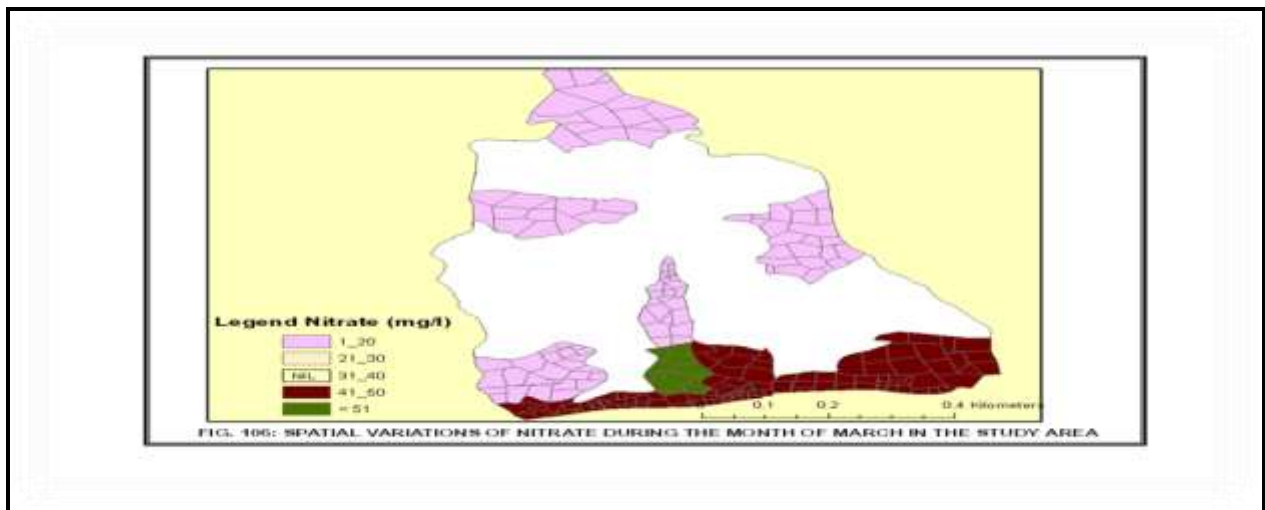 Legend Nitrate (mg/l)
1_20
21_30
NIL 31_40
41_50
<51
0.1 0.2 0.4 Kilometers
FIG. 106: SPATIAL VARIATIONS OF NITRATE DURING THE MONTH OF MARCH IN THE STUDY AREA